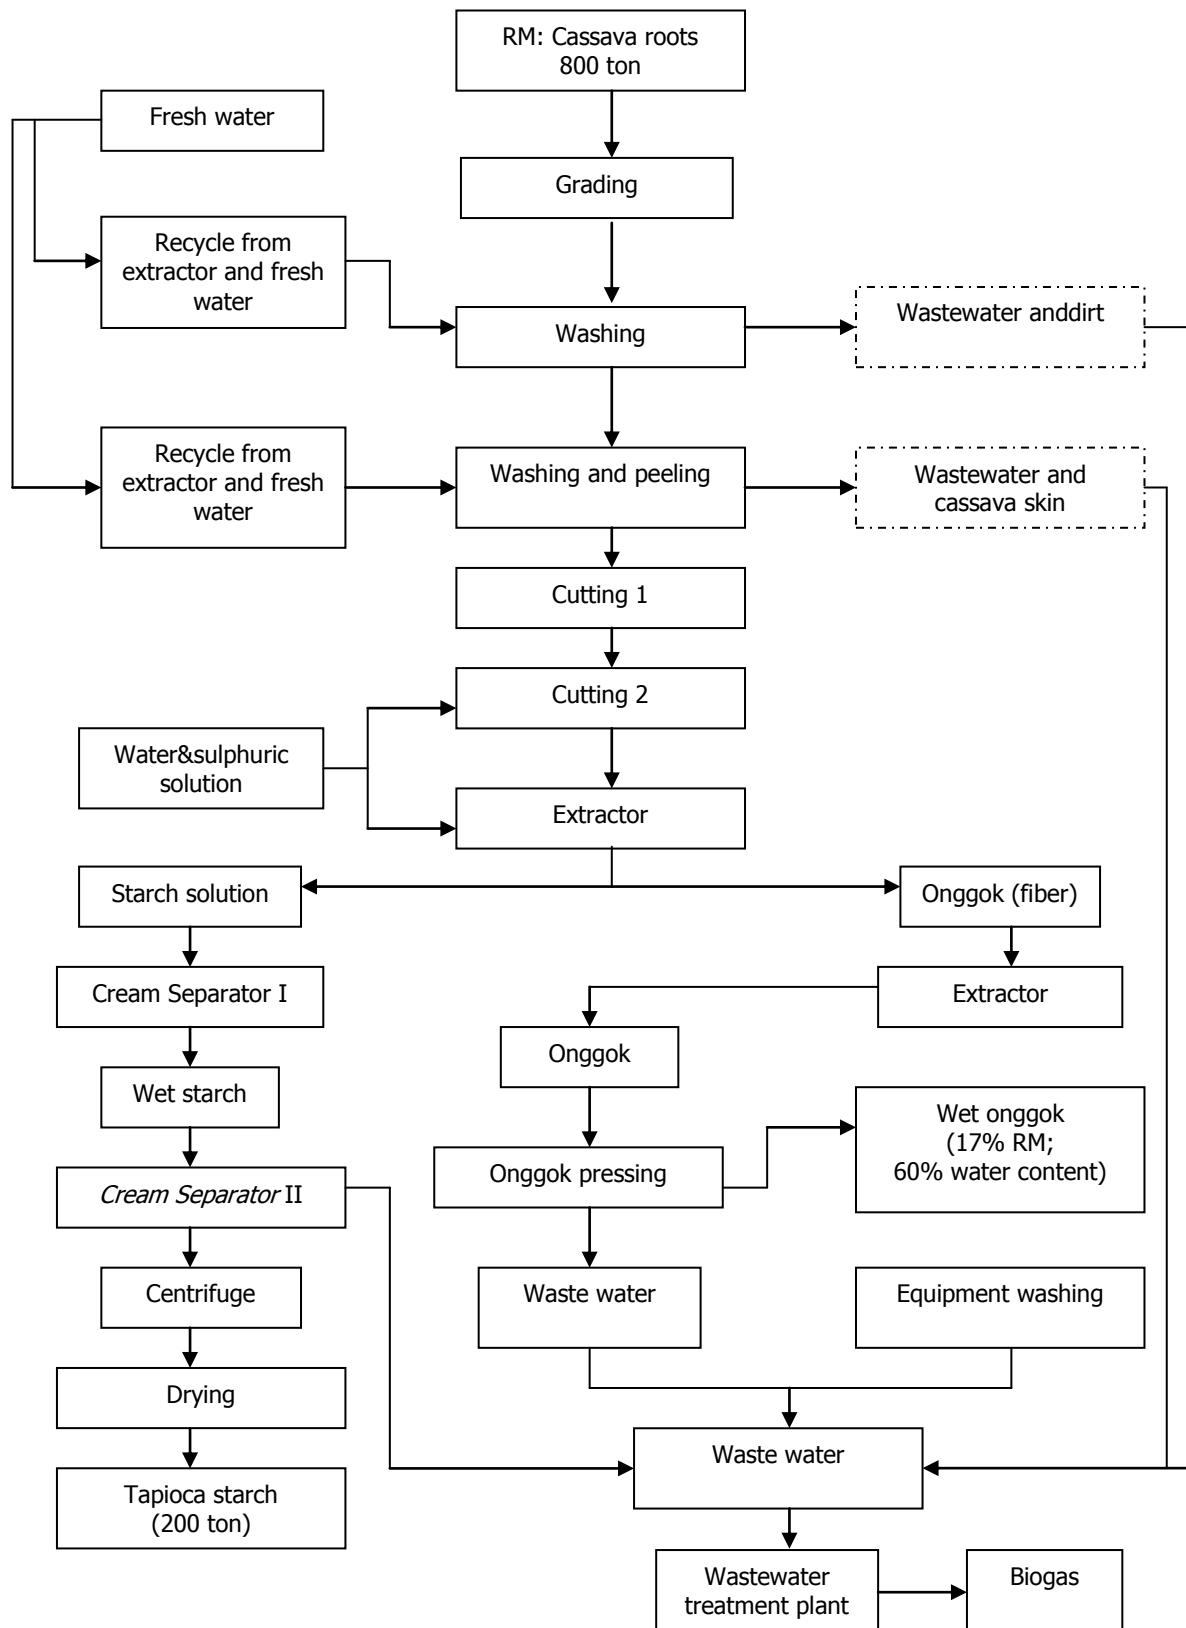 RM: Cassava roots
800 ton
Fresh water
Grading
Recycle from
extractor and fresh
water
Washing
Wastewater anddirt
Recycle from
extractor and fresh
water
Washing and peeling
Wastewater and
cassava skin
Cutting 1
Cutting 2
Water&sulphuric
solution
Extractor
Starch solution
Onggok (fiber)
Cream Separator I
Extractor
Onggok
Wet starch
Wet onggok
(17% RM;
60% water content)
Onggok pressing
Cream Separator II
Centrifuge
Waste water
Equipment washing
Drying
Waste water
Tapioca starch
(200 ton)
Wastewater
treatment plant
Biogas